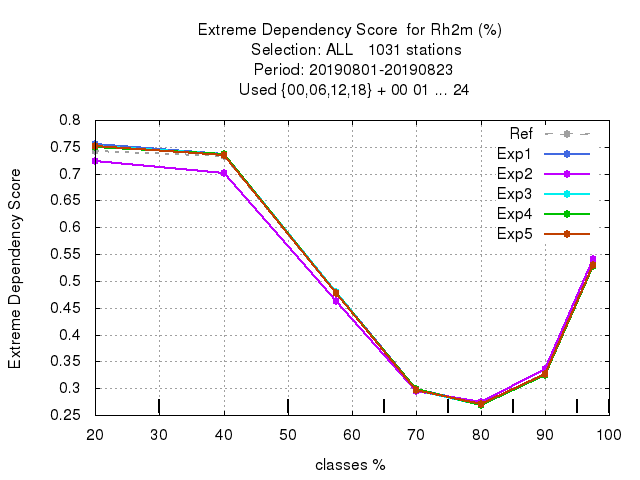 Extreme Dependency Score  for Rh2m (%)
Selection: ALL   1031 stations
Period: 20190801-20190823
Used {00,06,12,18} + 00 01 ... 24
Extreme Dependency Score
0.8
0.75
0.7
0.65
0.6
0.55
0.5
0.45
0.4
0.35
0.3
0.25
Ref
Exp1
Exp2
Exp3
Exp4
Exp5
20 30 40 50 60 70 80 90 100
classes %